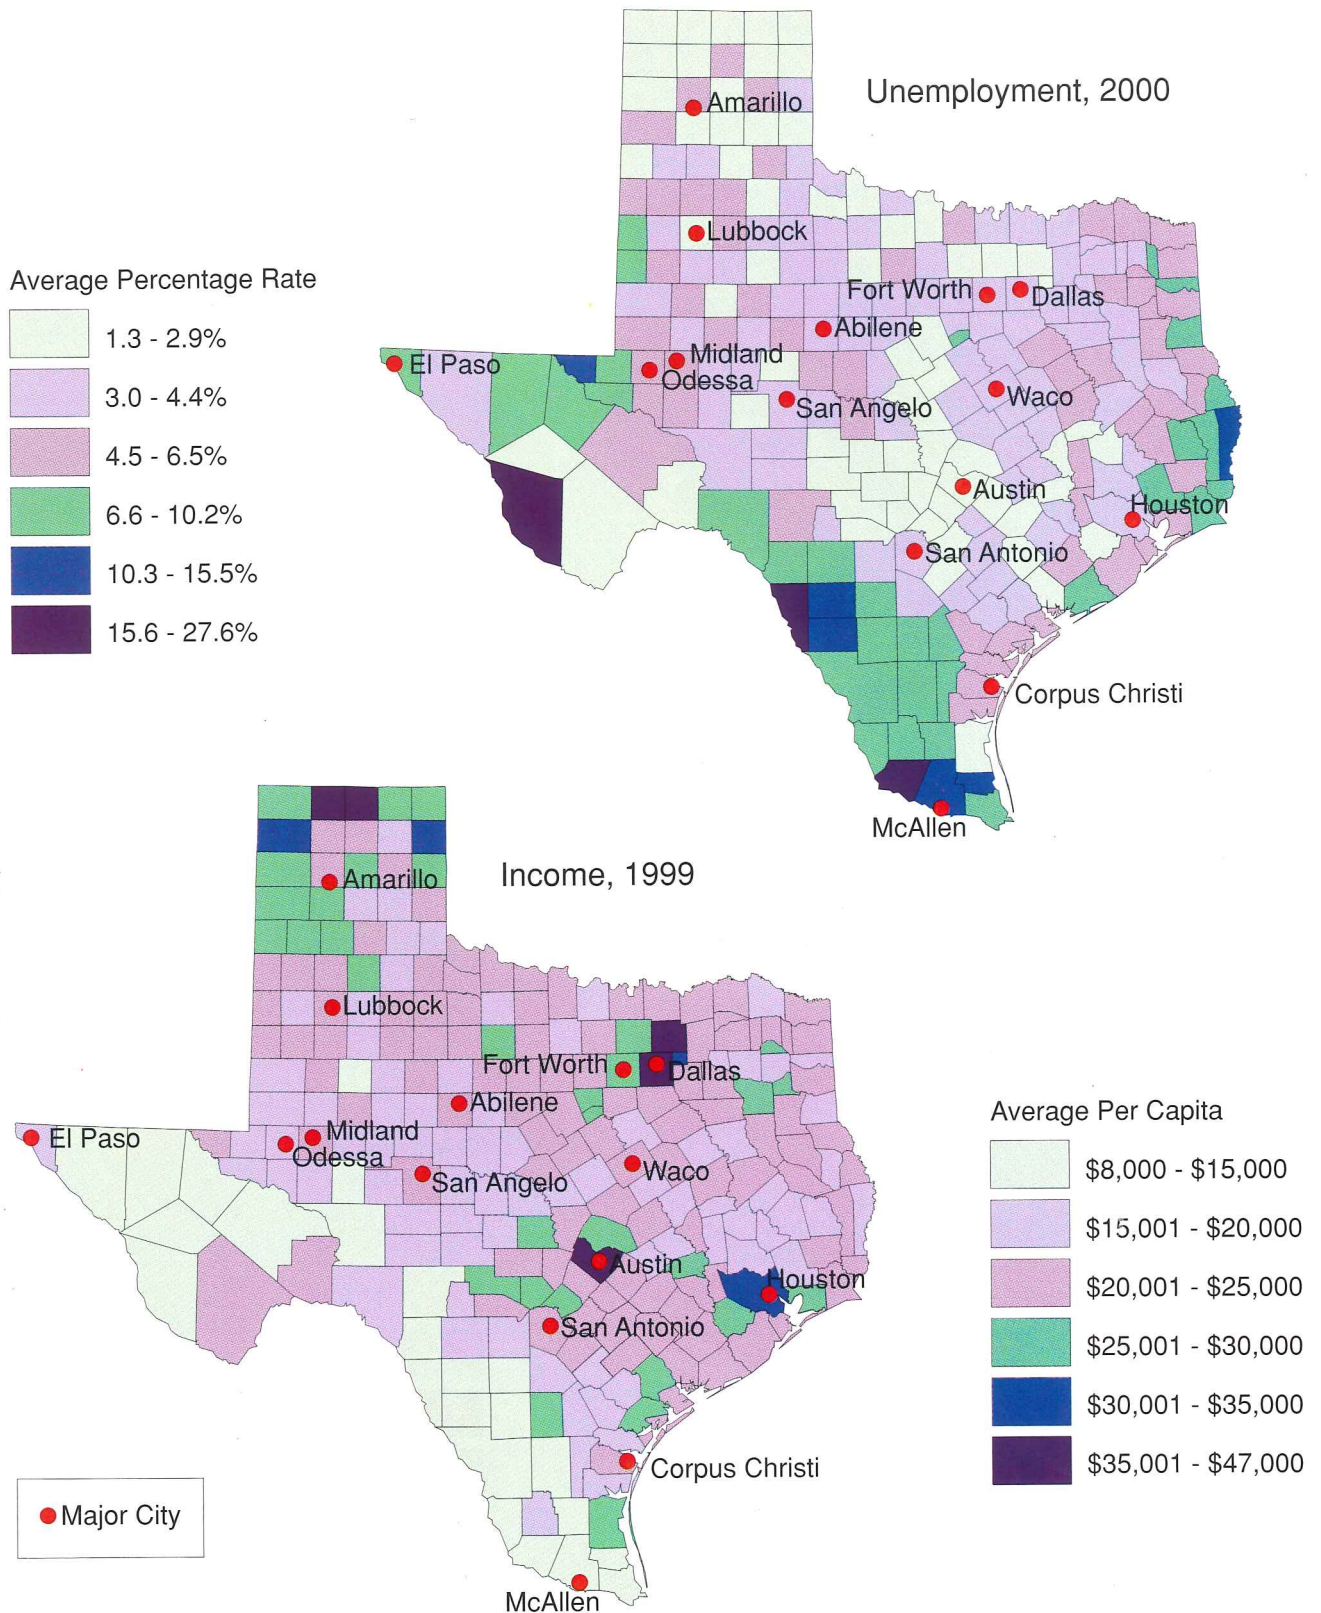 Unemployment, 2000
Amarillo
Lubbock
Average Percentage Rate
1.3 - 2.9%
3.0 - 4.4%
4.5 - 6.5%
6.6 - 10.2%
10.3 - 15.5%
15.6 - 27.6%
Fort Worth
Dallas
Abilene
El Paso
Midland
Odessa
San Angelo
Waco
Austin
Houston
San Antonio
Corpus Christi
McAllen
Income, 1999
Amarillo
Lubbock
Fort Worth
Dallas
Abilene
El Paso
Midland
Odessa
San Angelo
Waco
Austin
Houston
San Antonio
Corpus Christi
McAllen
Average Per Capita
$8,000 - $15,000
$15,001 - $20,000
$20,001 - $25,000
$25,001 - $30,000
$30,001 - $35,000
$35,001 - $47,000
Major City